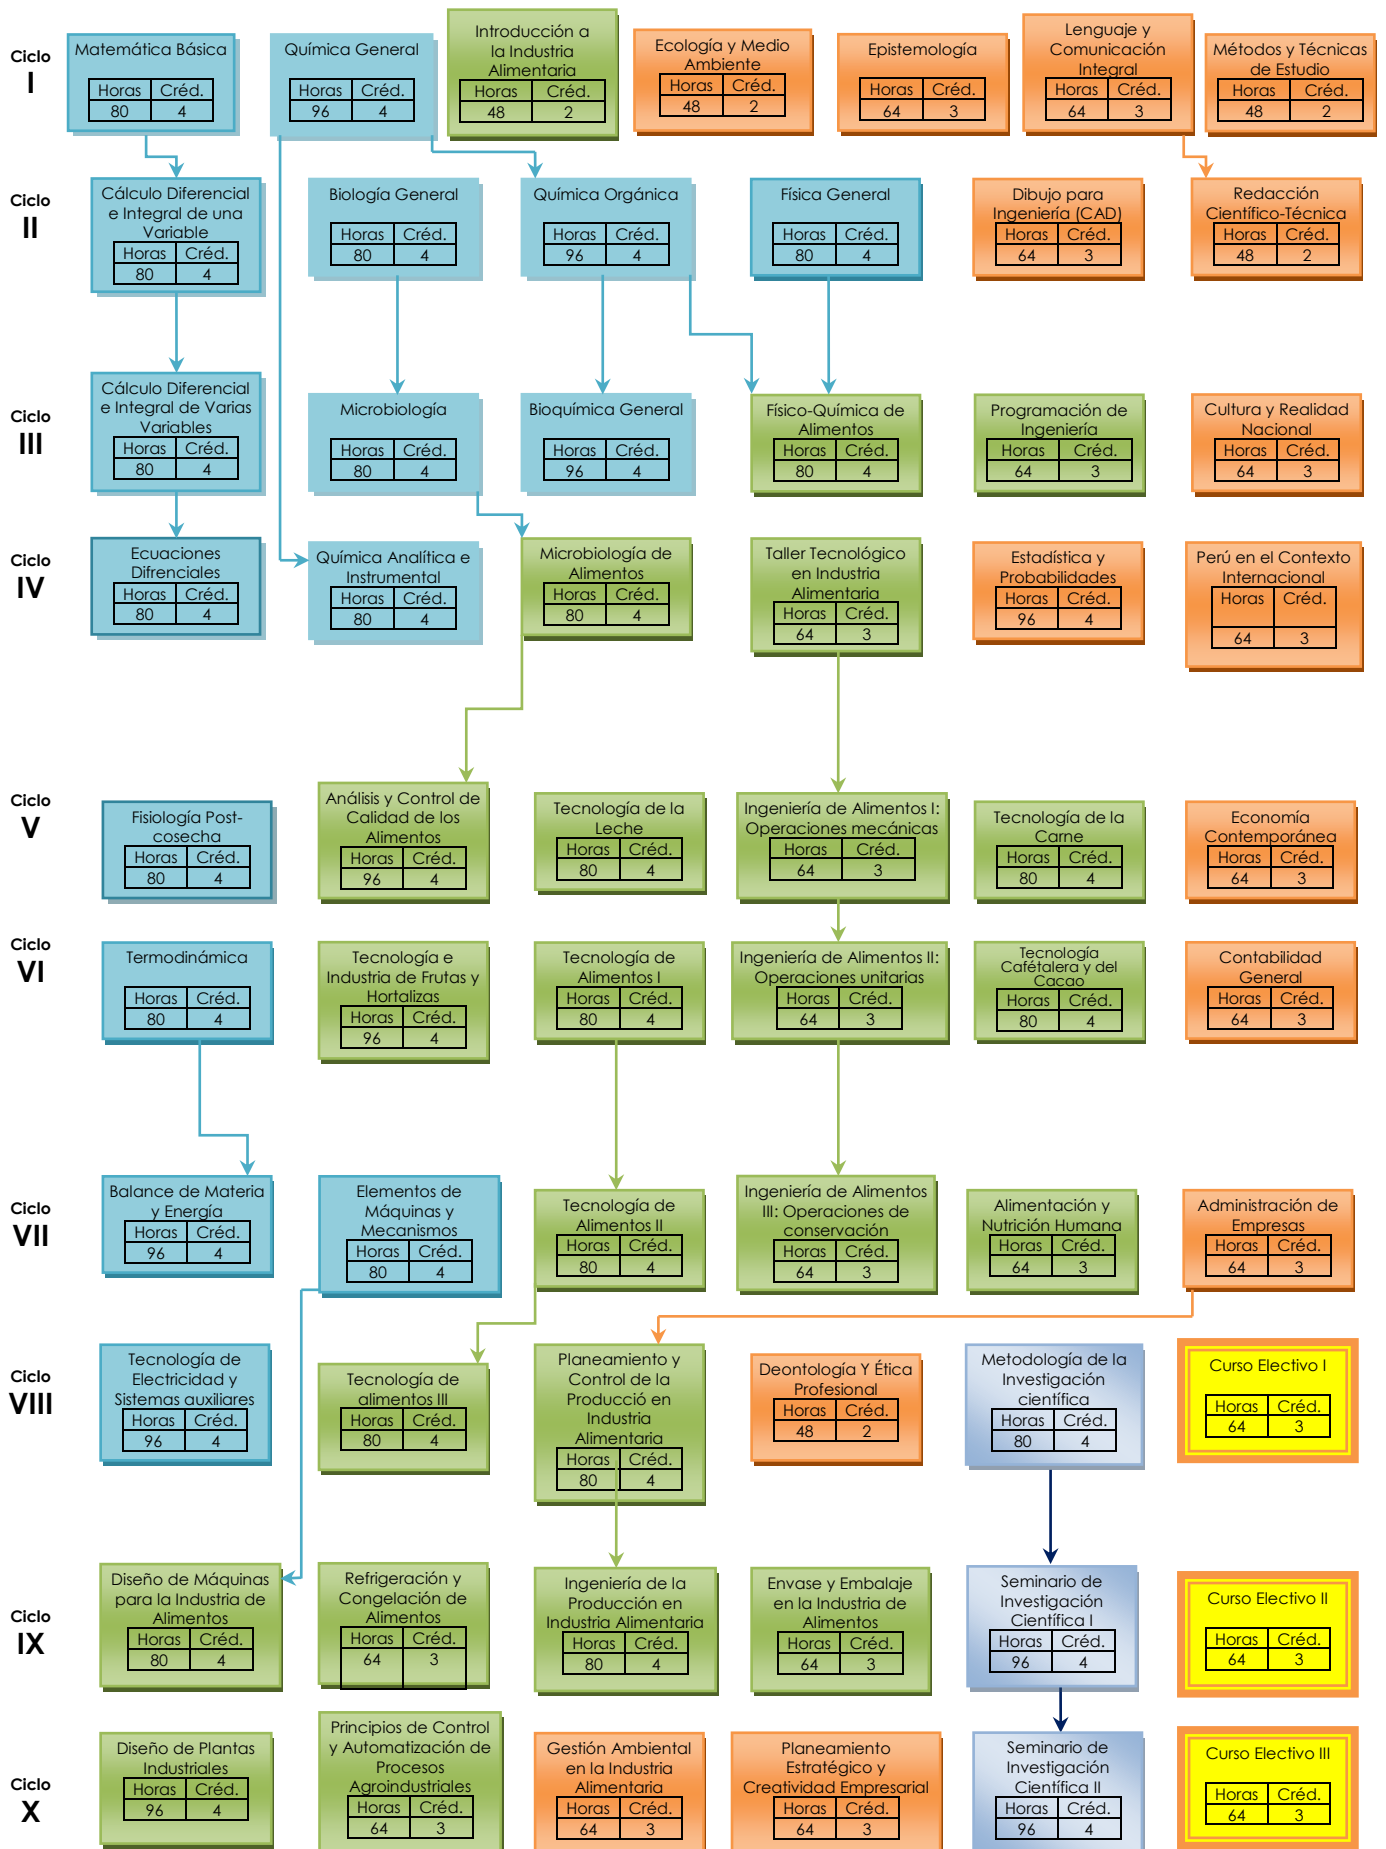 Ciclo
I
Matemática Básica
Horas Créd.
80 4
Química General
Horas Créd.
96 4
Introducción a
la Industria
Alimentaria
Horas Créd.
48 2
Ecología y Medio
Ambiente
Horas Créd.
48 2
Epistemología
Horas Créd.
64 3
Lenguaje y
Comunicación
Integral
Horas Créd.
64 3
Métodos y Técnicas
de Estudio
Horas Créd.
48 2
Ciclo
II
Cálculo Diferencial
e Integral de una
Variable
Horas Créd.
80 4
Biología General
Horas Créd.
80 4
Química Orgánica
Horas Créd.
96 4
Física General
Horas Créd.
80 4
Dibujo para
Ingeniería (CAD)
Horas Créd.
64 3
Redacción
Científico-Técnica
Horas Créd.
48 2
Ciclo
III
Cálculo Diferencial
e Integral de Varias
Variables
Horas Créd.
80 4
Microbiología
Horas Créd.
80 4
Bioquímica General
Horas Créd.
96 4
Físico-Química de
Alimentos
Horas Créd.
80 4
Programación de
Ingeniería
Horas Créd.
64 3
Cultura y Realidad
Nacional
Horas Créd.
64 3
Ciclo
IV
Ecuaciones
Difrenciales
Horas Créd.
80 4
Química Analítica e
Instrumental
Horas Créd.
80 4
Microbiología de
Alimentos
Horas Créd.
80 4
Taller Tecnológico
en Industria
Alimentaria
Horas Créd.
64 3
Estadística y
Probabilidades
Horas Créd.
96 4
Perú en el Contexto
Internacional
Horas Créd.
64 3
Ciclo
V
Fisiología Post-
cosecha
Horas Créd.
80 4
Análisis y Control de
Calidad de los
Alimentos
Horas Créd.
96 4
Tecnología de la
Leche
Horas Créd.
80 4
Ingeniería de Alimentos I:
Operaciones mecánicas
Horas Créd.
64 3
Tecnología de la
Carne
Horas Créd.
80 4
Economía
Contemporánea
Horas Créd.
64 3
Ciclo
VI
Termodinámica
Horas Créd.
80 4
Tecnología e
Industria de Frutas y
Hortalizas
Horas Créd.
96 4
Tecnología de
Alimentos I
Horas Créd.
80 4
Ingeniería de Alimentos II:
Operaciones unitarias
Horas Créd.
64 3
Tecnología
Cafétalera y del
Cacao
Horas Créd.
80 4
Contabilidad
General
Horas Créd.
64 3
Ciclo
VII
Balance de Materia
y Energía
Horas Créd.
96 4
Elementos de
Máquinas y
Mecanismos
Horas Créd.
80 4
Tecnología de
Alimentos II
Horas Créd.
80 4
Ingeniería de Alimentos
III: Operaciones de
conservación
Horas Créd.
64 3
Alimentación y
Nutrición Humana
Horas Créd.
64 3
Administración de
Empresas
Horas Créd.
64 3
Ciclo
VIII
Tecnología de
Electricidad y
Sistemas auxiliares
Horas Créd.
96 4
Tecnología de
alimentos III
Horas Créd.
80 4
Planeamiento y
Control de la
Producció en
Industria
Alimentaria
Horas Créd.
80 4
Deontología Y Ética
Profesional
Horas Créd.
48 2
Metodología de la
Investigación
científica
Horas Créd.
80 4
Curso Electivo I
Horas Créd.
64 3
Ciclo
IX
Diseño de Máquinas
para la Industria de
Alimentos
Horas Créd.
80 4
Refrigeración y
Congelación de
Alimentos
Horas Créd.
64 3
Ingeniería de la
Producción en
Industria Alimentaria
Horas Créd.
80 4
Envase y Embalaje
en la Industria de
Alimentos
Horas Créd.
64 3
Seminario de
Investigación
Científica I
Horas Créd.
96 4
Curso Electivo II
Horas Créd.
64 3
Ciclo
X
Diseño de Plantas
Industriales
Horas Créd.
96 4
Principios de Control
y Automatización de
Procesos
Agroindustriales
Horas Créd.
64 3
Gestión Ambiental
en la Industria
Alimentaria
Horas Créd.
64 3
Planeamiento
Estratégico y
Creatividad Empresarial
Horas Créd.
64 3
Seminario de
Investigación
Científica II
Horas Créd.
96 4
Curso Electivo III
Horas Créd.
64 3